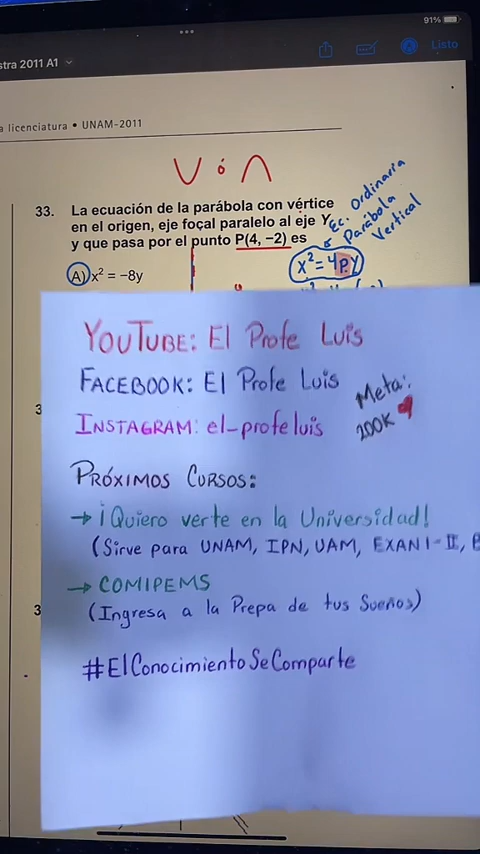 91%
Listo
stra 2011 A1
a licenciatura • UNAM-2011
V ó Λ
33. La ecuación de la parábola con vértice
en el origen, eje focal paralelo al eje Y
y que pasa por el punto P(4, −2) es
Ec. Ordinaria
Parábola
Vertical
x² = 4py
A) x² = −8y
YOUTUBE: El Profe Luis
FACEBOOK: El Profe Luis
INSTAGRAM: el_profeluis
Meta:
200K
PRÓXIMOS CURSOS:
→ ¡Quiero verte en la Universidad!
(Sirve para UNAM, IPN, UAM, EXANI-II,
→ COMIPEMS
(Ingresa a la Prepa de tus Sueños)
#ElConocimientoSeComparte
3
3